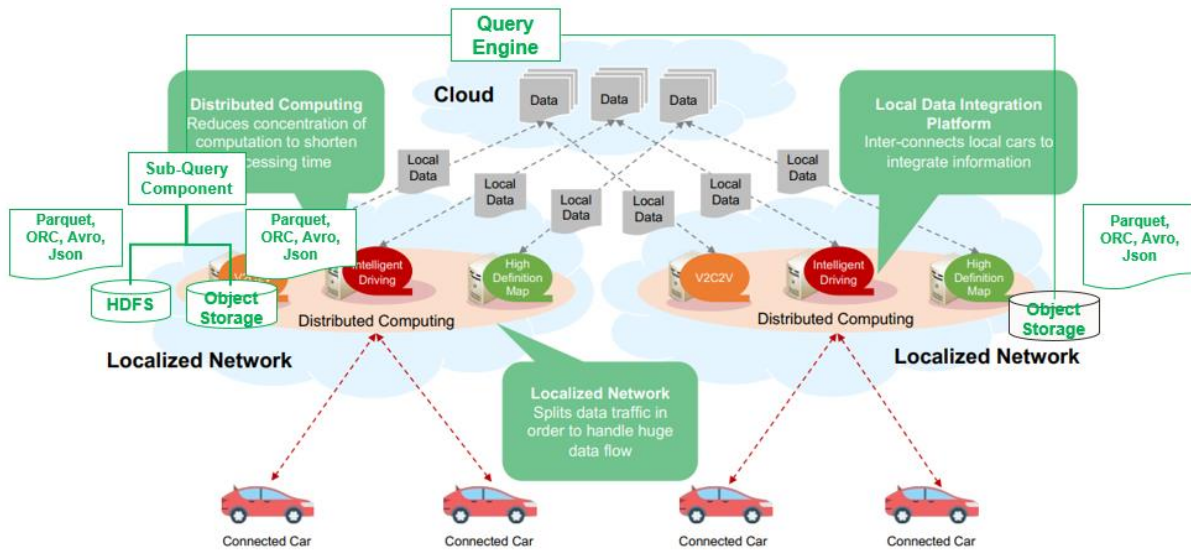 Query
Engine
Cloud
Data
Data
Data
Distributed Computing
Reduces concentration of
computation to shorten
cessing time
Local Data Integration
Platform
Inter-connects local cars to
integrate information
Sub-Query
Component
Local
Data
Local
Data
Local
Data
Local
Data
Local
Data
Local
Data
Parquet,
ORC, Avro,
Json
Parquet,
ORC, Avro,
Json
Parquet,
ORC, Avro,
Json
HDFS
Object
Storage
Intelligent
Driving
High
Definition
Map
Distributed Computing
V2C2V
Intelligent
Driving
High
Definition
Map
Distributed Computing
Object
Storage
Localized Network
Localized Network
Localized Network
Splits data traffic in
order to handle huge
data flow
Connected Car
Connected Car
Connected Car
Connected Car